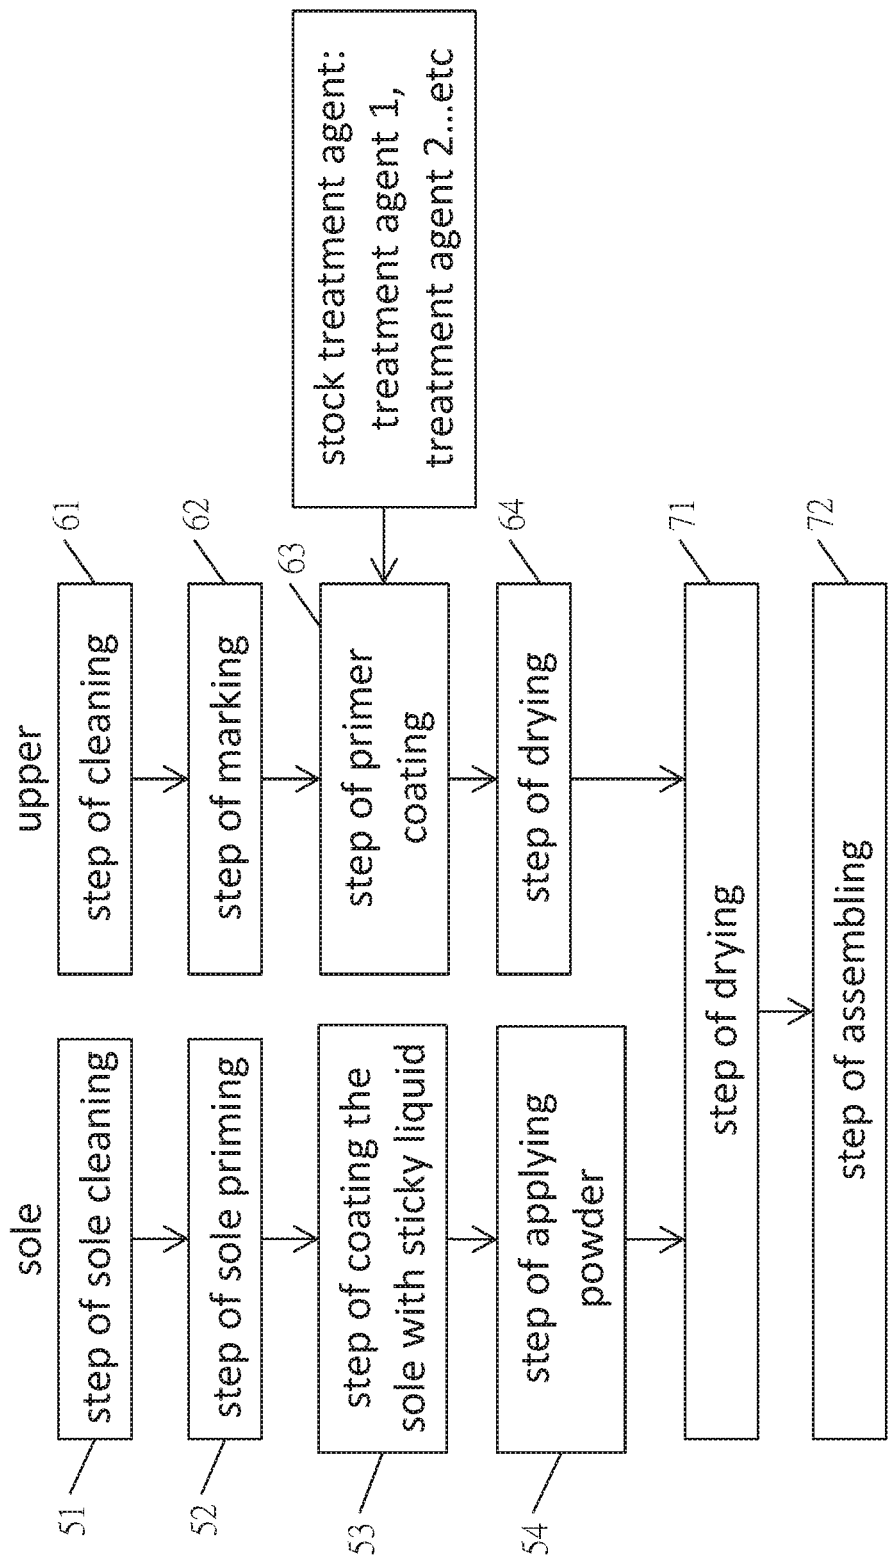 sole
51
step of sole cleaning
52
step of sole priming
53
step of coating the
sole with sticky liquid
54
step of applying
powder
upper
61
step of cleaning
62
step of marking
63
step of primer
coating
64
step of drying
stock treatment agent:
treatment agent 1,
treatment agent 2...etc
71
step of drying
72
step of assembling